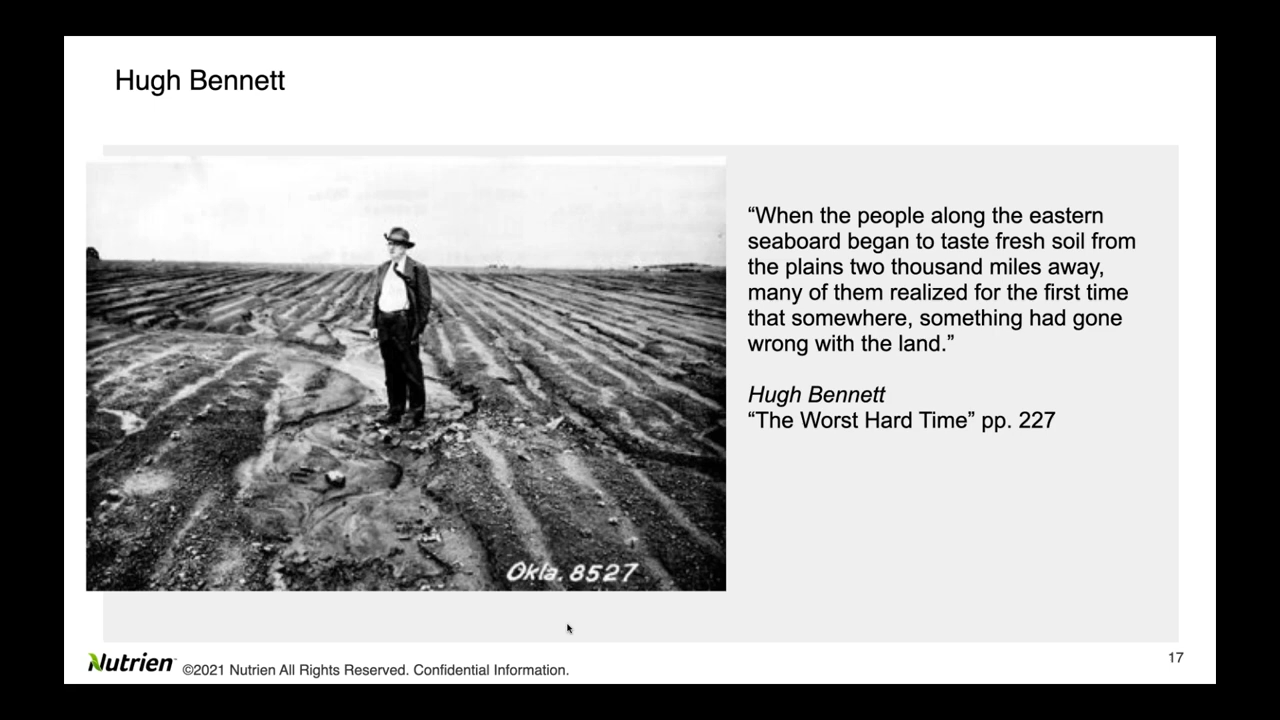 Hugh Bennett
“When the people along the eastern
seaboard began to taste fresh soil from
the plains two thousand miles away,
many of them realized for the first time
that somewhere, something had gone
wrong with the land.”
Hugh Bennett
“The Worst Hard Time” pp. 227
Okla. 8527
Nutrien™ ©2021 Nutrien All Rights Reserved. Confidential Information.
17